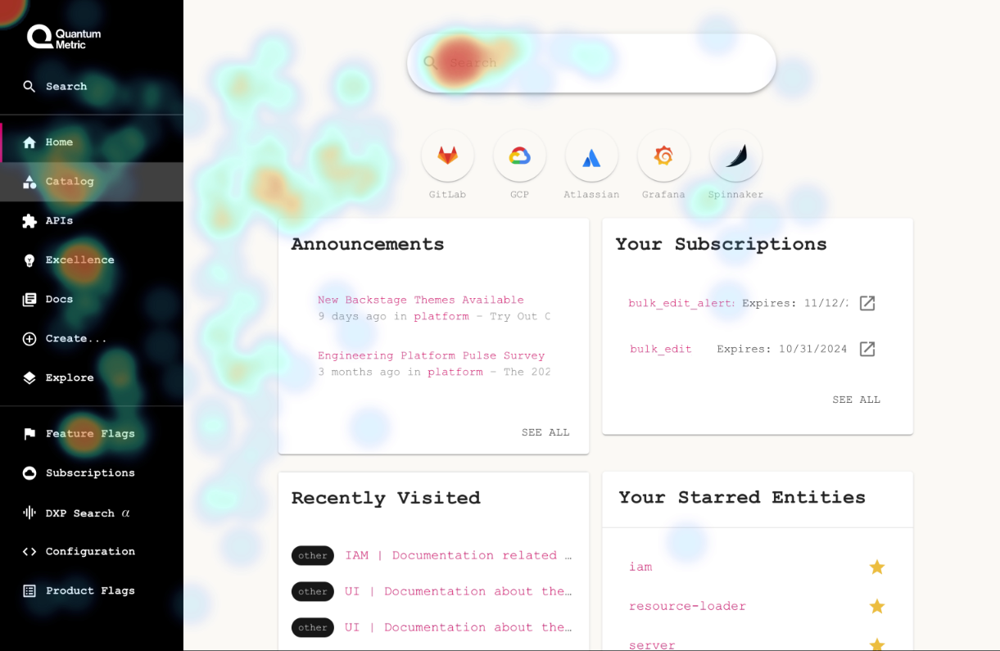 Quantum
Metric
Search
Home
Catalog
APIs
Excellence
Docs
Create...
Explore
Feature Flags
Subscriptions
DXP Search α
Configuration
Product Flags
Search
GitLab
GCP
Atlassian
Grafana
Spinnaker
Announcements
New Backstage Themes Available
9 days ago in platform – Try Out
Engineering Platform Pulse Survey
3 months ago in platform – The 202
SEE ALL
Your Subscriptions
bulk_edit_alert Expires: 11/12/
bulk_edit Expires: 10/31/2024
SEE ALL
Recently Visited
other IAM | Documentation related …
other UI | Documentation about the…
other UI | Documentation about the…
Your Starred Entities
iam
resource-loader
server